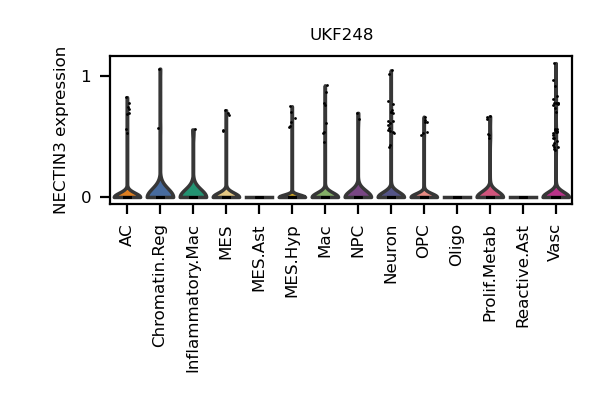 UKF248
NECTIN3 expression
1
0
AC
Chromatin.Reg
Inflammatory.Mac
MES
MES.Ast
MES.Hyp
Mac
NPC
Neuron
OPC
Oligo
Prolif.Metab
Reactive.Ast
Vasc